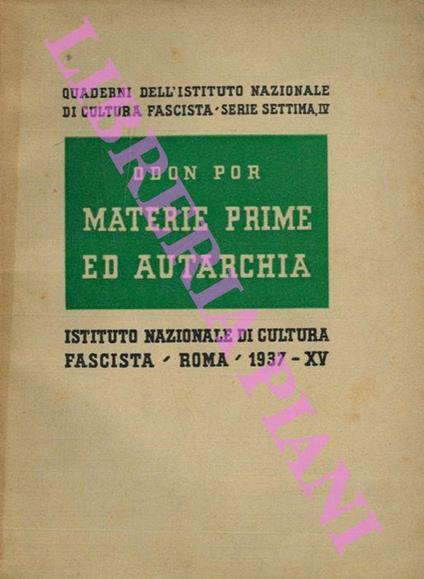 QUADERNI DELL'ISTITUTO NAZIONALE
DI CULTURA FASCISTA - SERIE SETTIMA, IV
ODON POR
MATERIE PRIME
ED AUTARCHIA
ISTITUTO NAZIONALE DI CULTURA
FASCISTA - ROMA - 1937 - XV
LIBRERIA PIANI